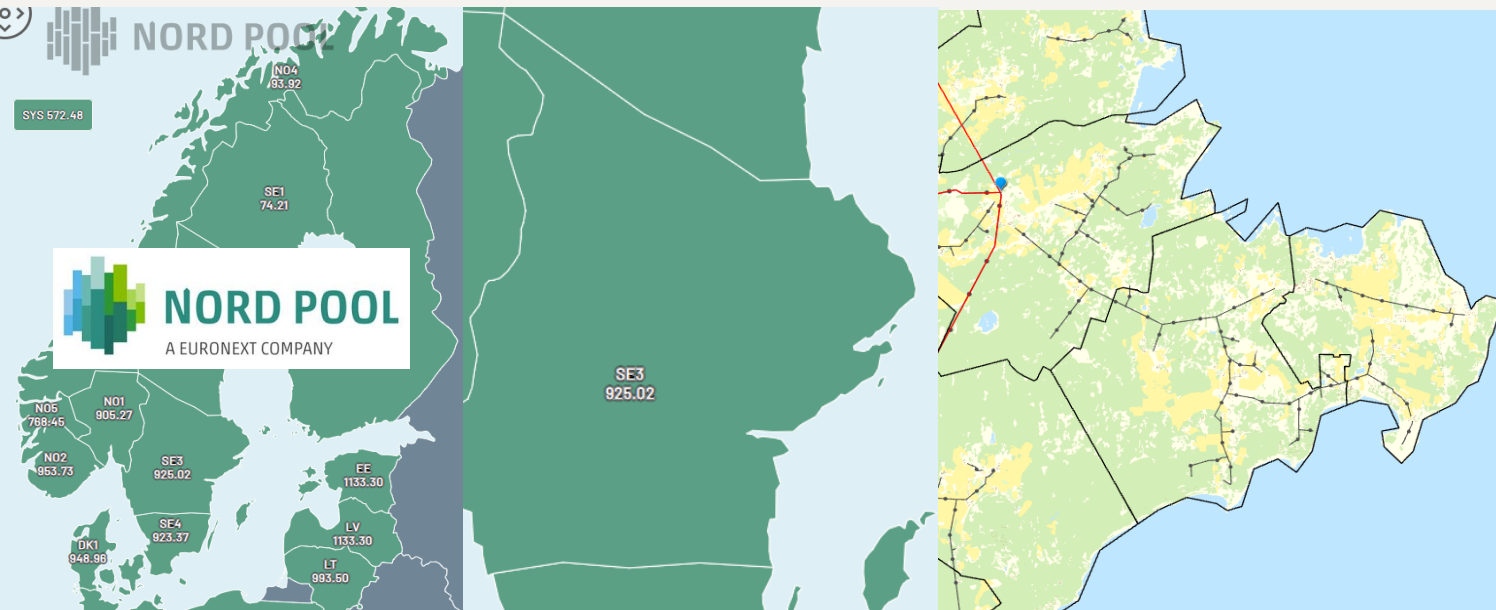 NORD POOL
NO4
93.92
SYS 572.48
SE1
74.21
NORD POOL
A EURONEXT COMPANY
NO1
905.27
NO5
768.45
NO2
953.73
SE3
925.02
EE
1133.30
SE4
923.37
LV
1133.30
DK1
948.96
LT
993.50
SE3
925.02